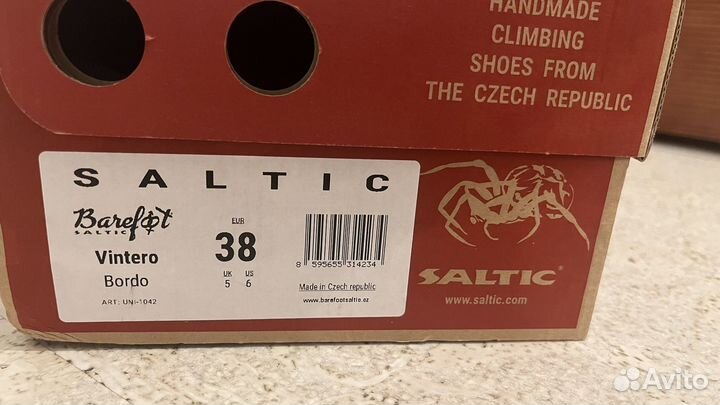 HANDMADE
CLIMBING
SHOES FROM
THE CZECH REPUBLIC
SALTIC
Barefoot
SALTIC
Vintero
Bordo
ART: UNI-1042
EUR
38
UK US
5 6
8 595655 314234
Made in Czech republic
www.barefootsaltic.cz
SALTIC®
www.saltic.com
Avito